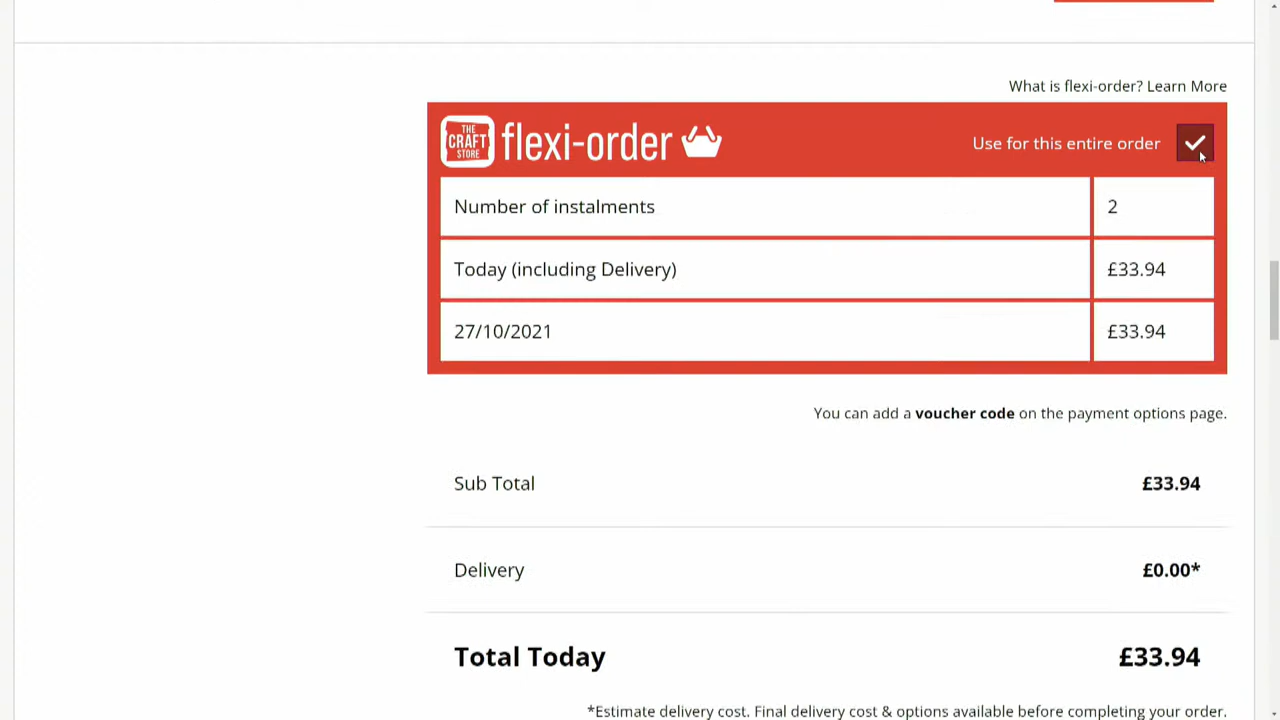 What is flexi-order? Learn More
THE CRAFT STORE flexi-order Use for this entire order
Number of instalments 2
Today (including Delivery) £33.94
27/10/2021 £33.94
You can add a voucher code on the payment options page.
Sub Total £33.94
Delivery £0.00*
Total Today £33.94
*Estimate delivery cost. Final delivery cost & options available before completing your order.